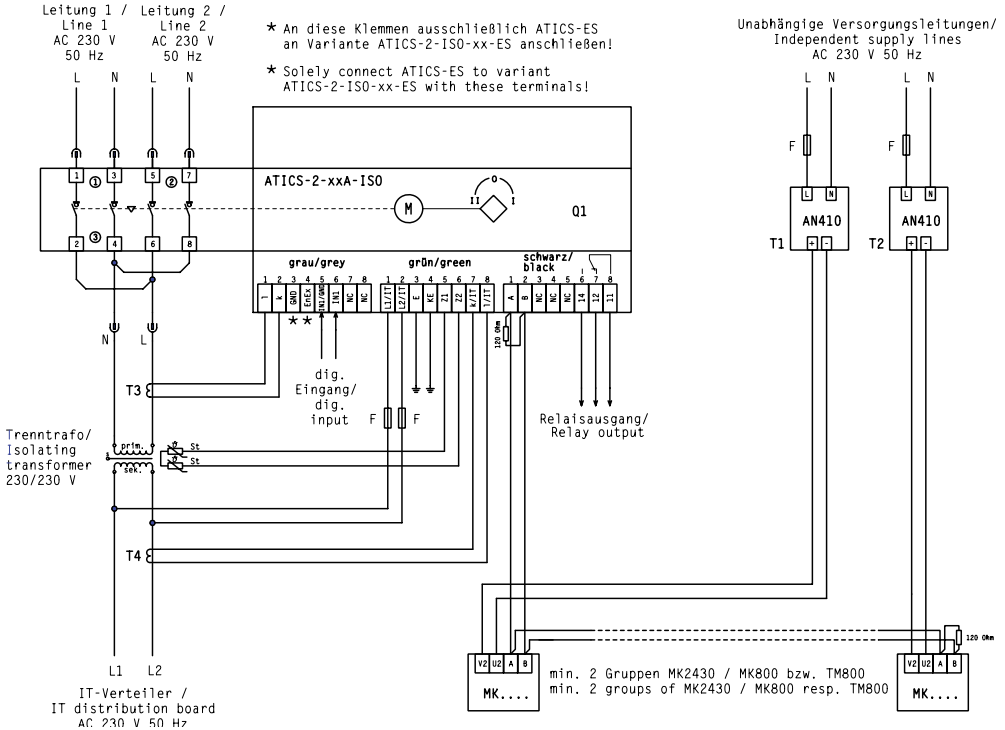 Leitung 1 /
Line 1
AC 230 V
50 Hz
Leitung 2 /
Line 2
AC 230 V
50 Hz
L N L N
* An diese Klemmen ausschließlich ATICS-ES
an Variante ATICS-2-ISO-xx-ES anschließen!
* Solely connect ATICS-ES to variant
ATICS-2-ISO-xx-ES with these terminals!
Unabhängige Versorgungsleitungen/
Independent supply lines
AC 230 V 50 Hz
L N L N
F F
L N L N
AN410 AN410
+ - + -
T1 T2
1 3 5 7
① ②
③
2 4 6 8
ATICS-2-xxA-ISO
M
II O I
Q1
grau/grey
grün/green
schwarz/
black
1 2 3 4 5 6 7 8
l k GND EnEx IN1/GND IN1 NC NC
* *
1 2 3 4 5 6 7 8
L1/IT L2/IT E KE Z1 Z2 k/IT l/IT
1 2 3 4 5 6 7 8
A B NC NC NC 14 12 11
120 Ohm
N L
T3
dig.
Eingang/
dig.
input
F F
Relaisausgang/
Relay output
Trenntrafo/
Isolating
transformer
230/230 V
prim.
s
sek.
St
St
T4
L1 L2
IT-Verteiler /
IT distribution board
AC 230 V 50 Hz
V2 U2 A B
MK....
min. 2 Gruppen MK2430 / MK800 bzw. TM800
min. 2 groups of MK2430 / MK800 resp. TM800
V2 U2 A B
MK....
120 Ohm